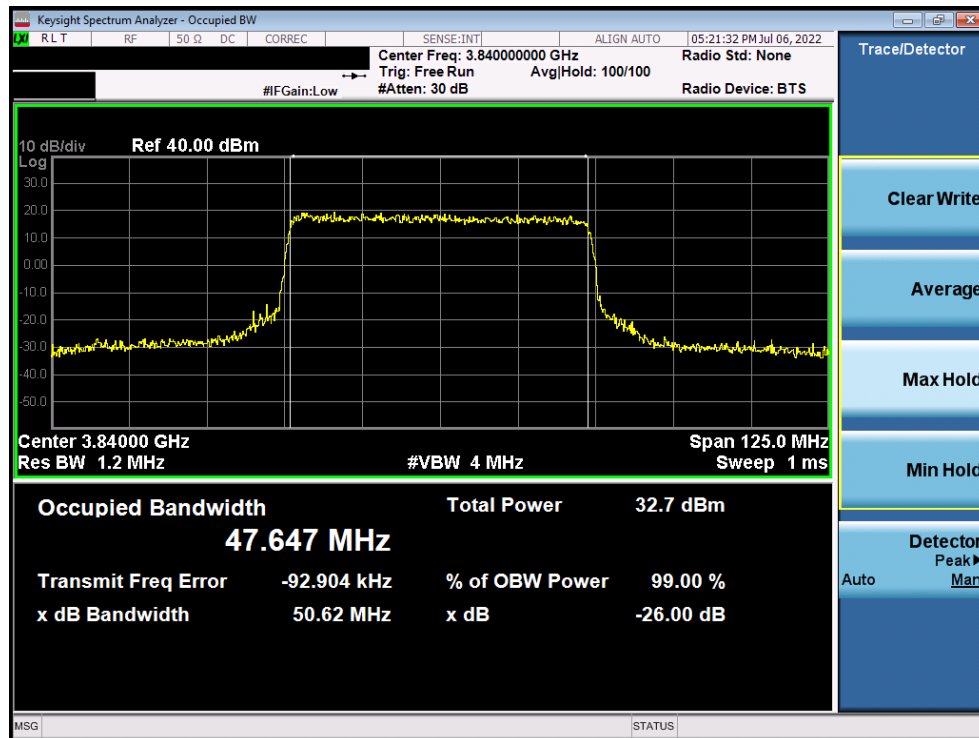 Keysight Spectrum Analyzer - Occupied BW
LXI RLT RF 50 Ω DC CORREC SENSE:INT ALIGN AUTO 05:21:32 PM Jul 06, 2022
Center Freq: 3.840000000 GHz Radio Std: None
Trig: Free Run Avg|Hold: 100/100
#IFGain:Low #Atten: 30 dB Radio Device: BTS
10 dB/div Ref 40.00 dBm
Log
30.0
20.0
10.0
0.00
-10.0
-20.0
-30.0
-40.0
-50.0
Center 3.84000 GHz Span 125.0 MHz
Res BW 1.2 MHz #VBW 4 MHz Sweep 1 ms
Occupied Bandwidth Total Power 32.7 dBm
47.647 MHz
Transmit Freq Error -92.904 kHz % of OBW Power 99.00 %
x dB Bandwidth 50.62 MHz x dB -26.00 dB
MSG STATUS
Trace/Detector
Clear Write
Average
Max Hold
Min Hold
Detector
Peak▶
Auto Man